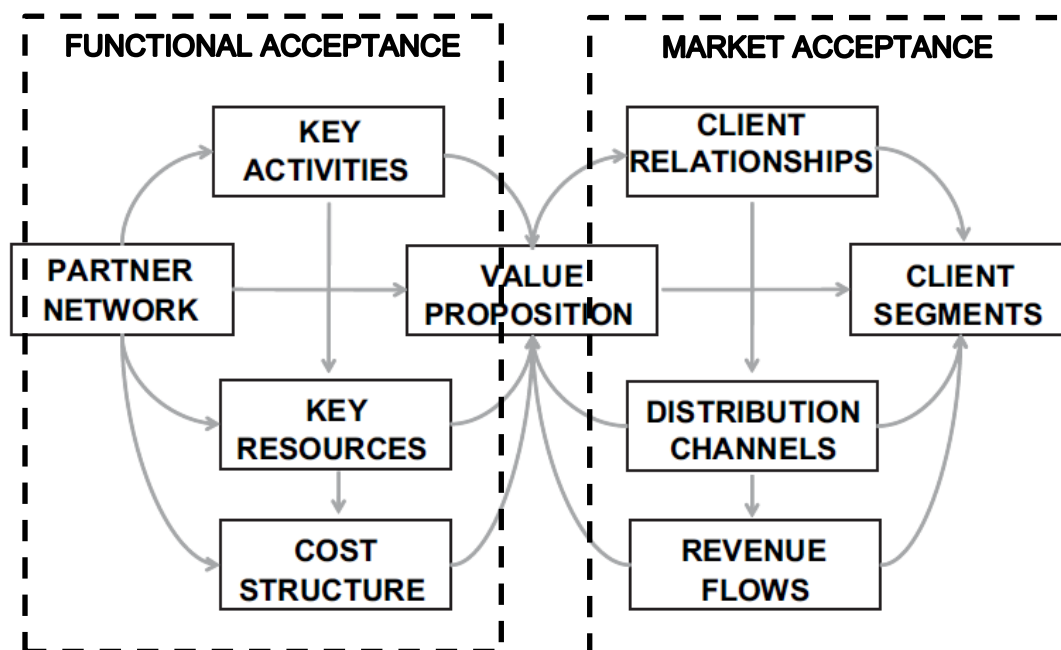 FUNCTIONAL ACCEPTANCE
MARKET ACCEPTANCE
KEY
ACTIVITIES
CLIENT
RELATIONSHIPS
PARTNER
NETWORK
VALUE
PROPOSITION
CLIENT
SEGMENTS
KEY
RESOURCES
DISTRIBUTION
CHANNELS
COST
STRUCTURE
REVENUE
FLOWS